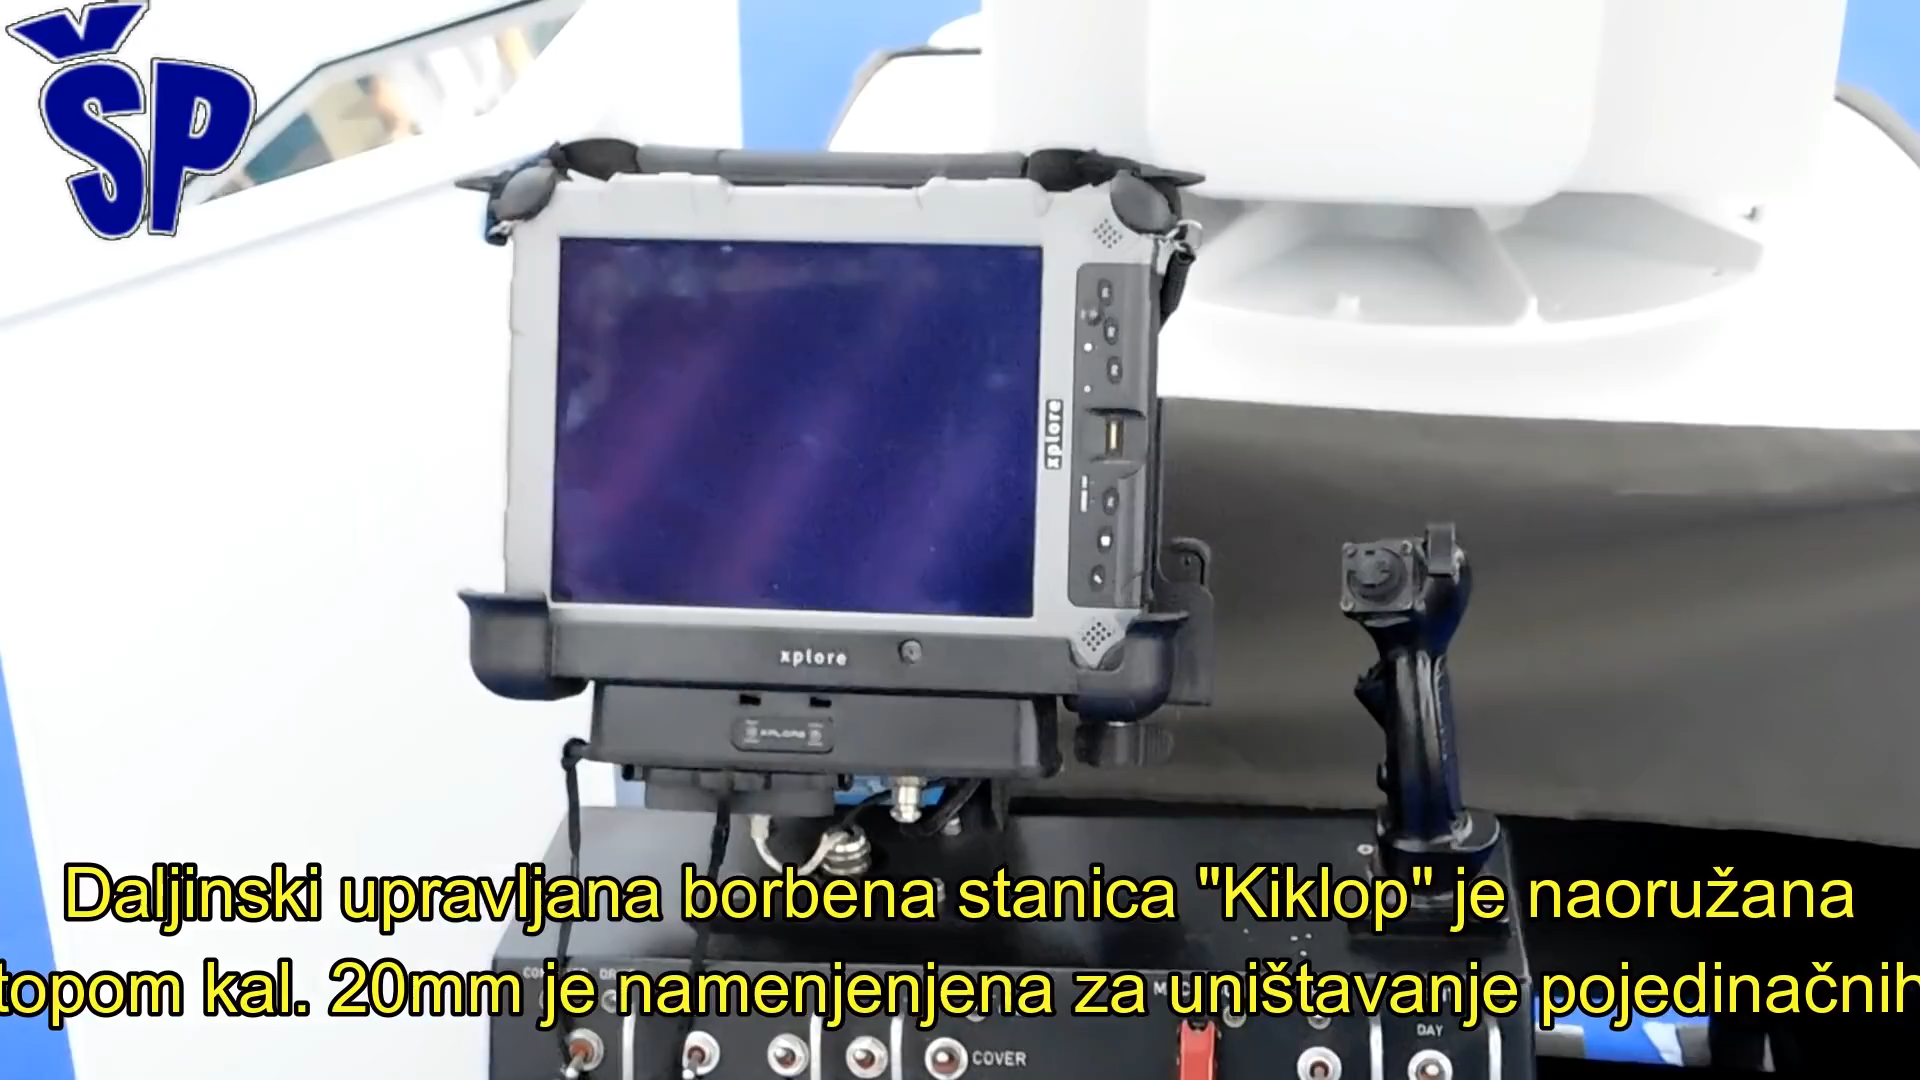 ŠP
xplore
xplore
XPLORE
Daljinski upravljana borbena stanica "Kiklop" je naoružana
topom kal. 20mm je namenjenjena za uništavanje pojedinačnih
DAY
COVER